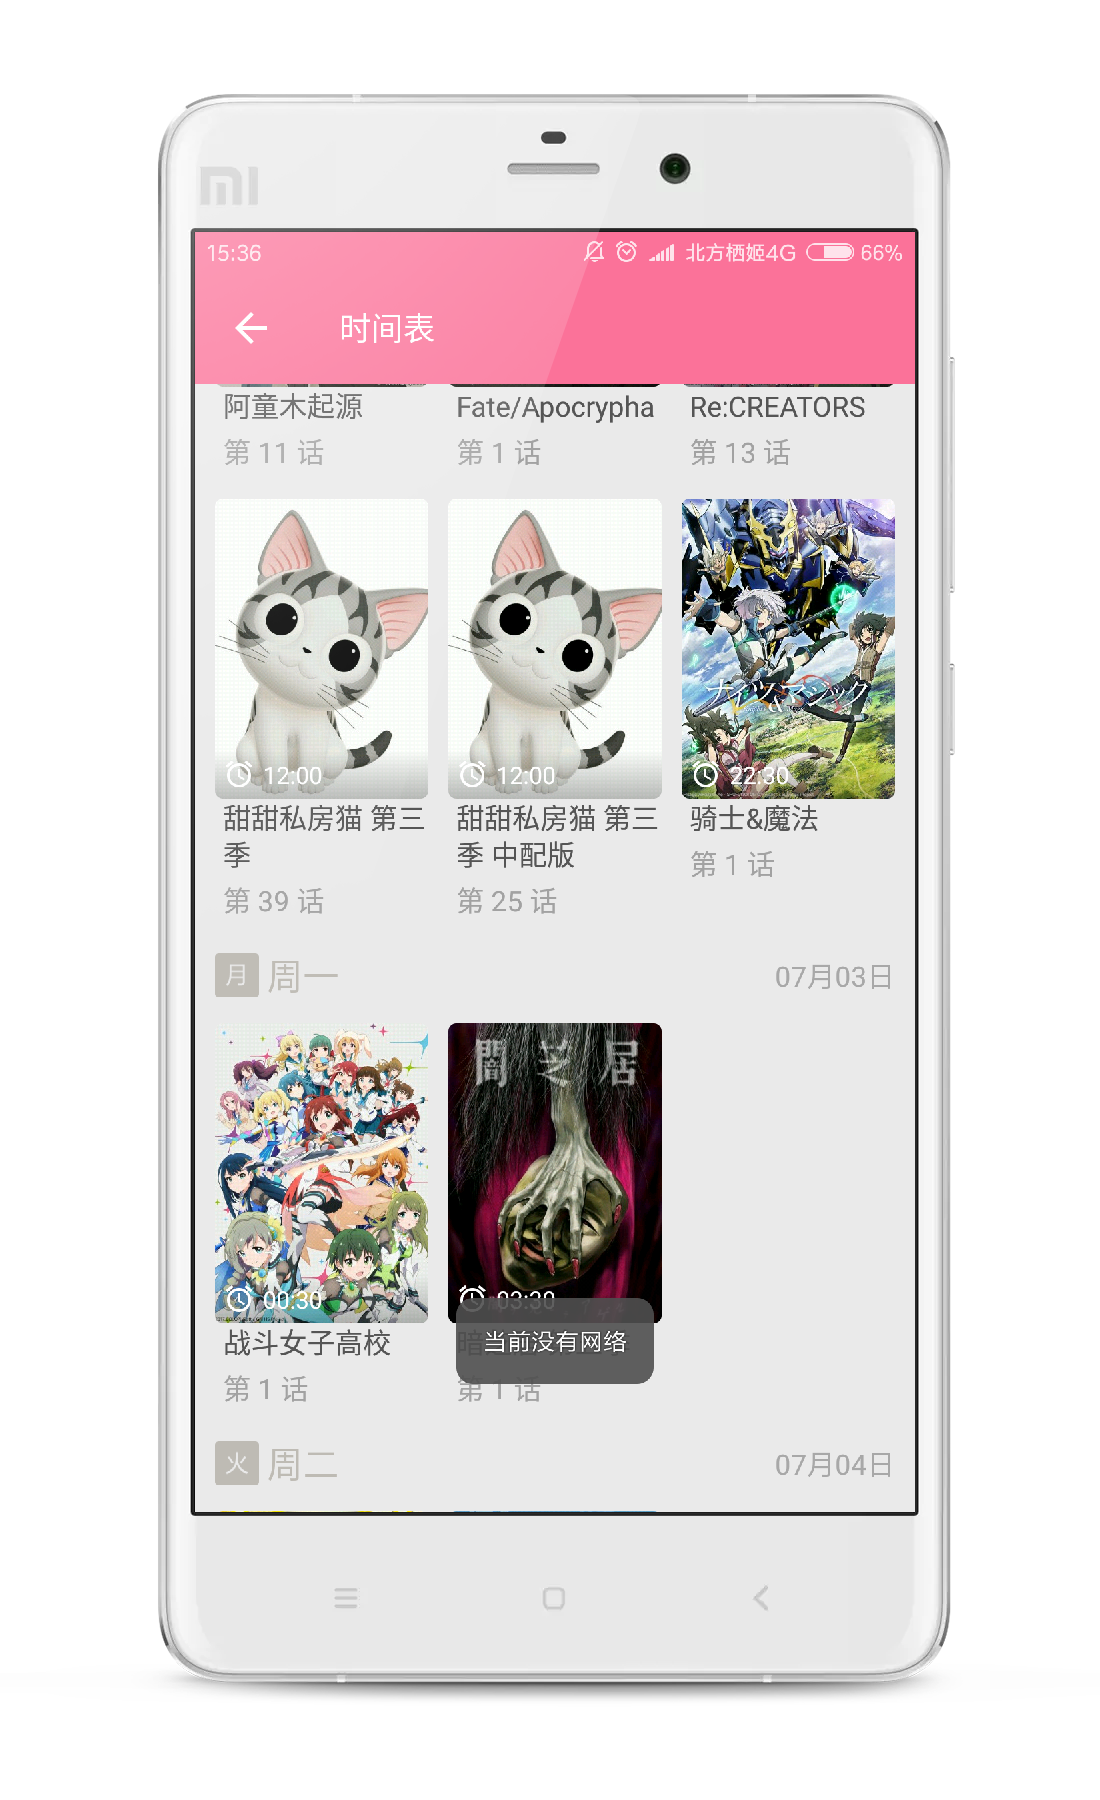 MI
15:36 北方栖姬4G 66%
时间表
阿童木起源 Fate/Apocrypha Re:CREATORS
第 11 话 第 1 话 第 13 话
ナイツ&マジック
12:00 12:00 22:30
甜甜私房猫 第三季
第 39 话
甜甜私房猫 第三季 中配版
第 25 话
骑士&魔法
第 1 话
月 周一 07月03日
闇芝居
00:30 03:30
战斗女子高校
第 1 话
当前没有网络
第 1 话
火 周二 07月04日